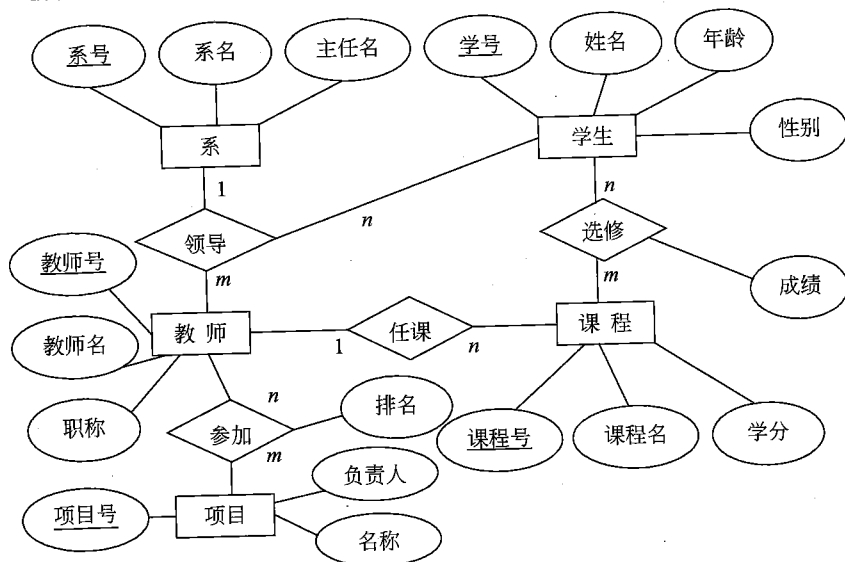 系号
系名
主任名
学号
姓名
年龄
系
学生
性别
1
n
n
领导
选修
教师号
m
m
成绩
教师
任课
课程
1
n
教师名
n
排名
职称
参加
课程号
课程名
学分
m
负责人
项目号
项目
名称